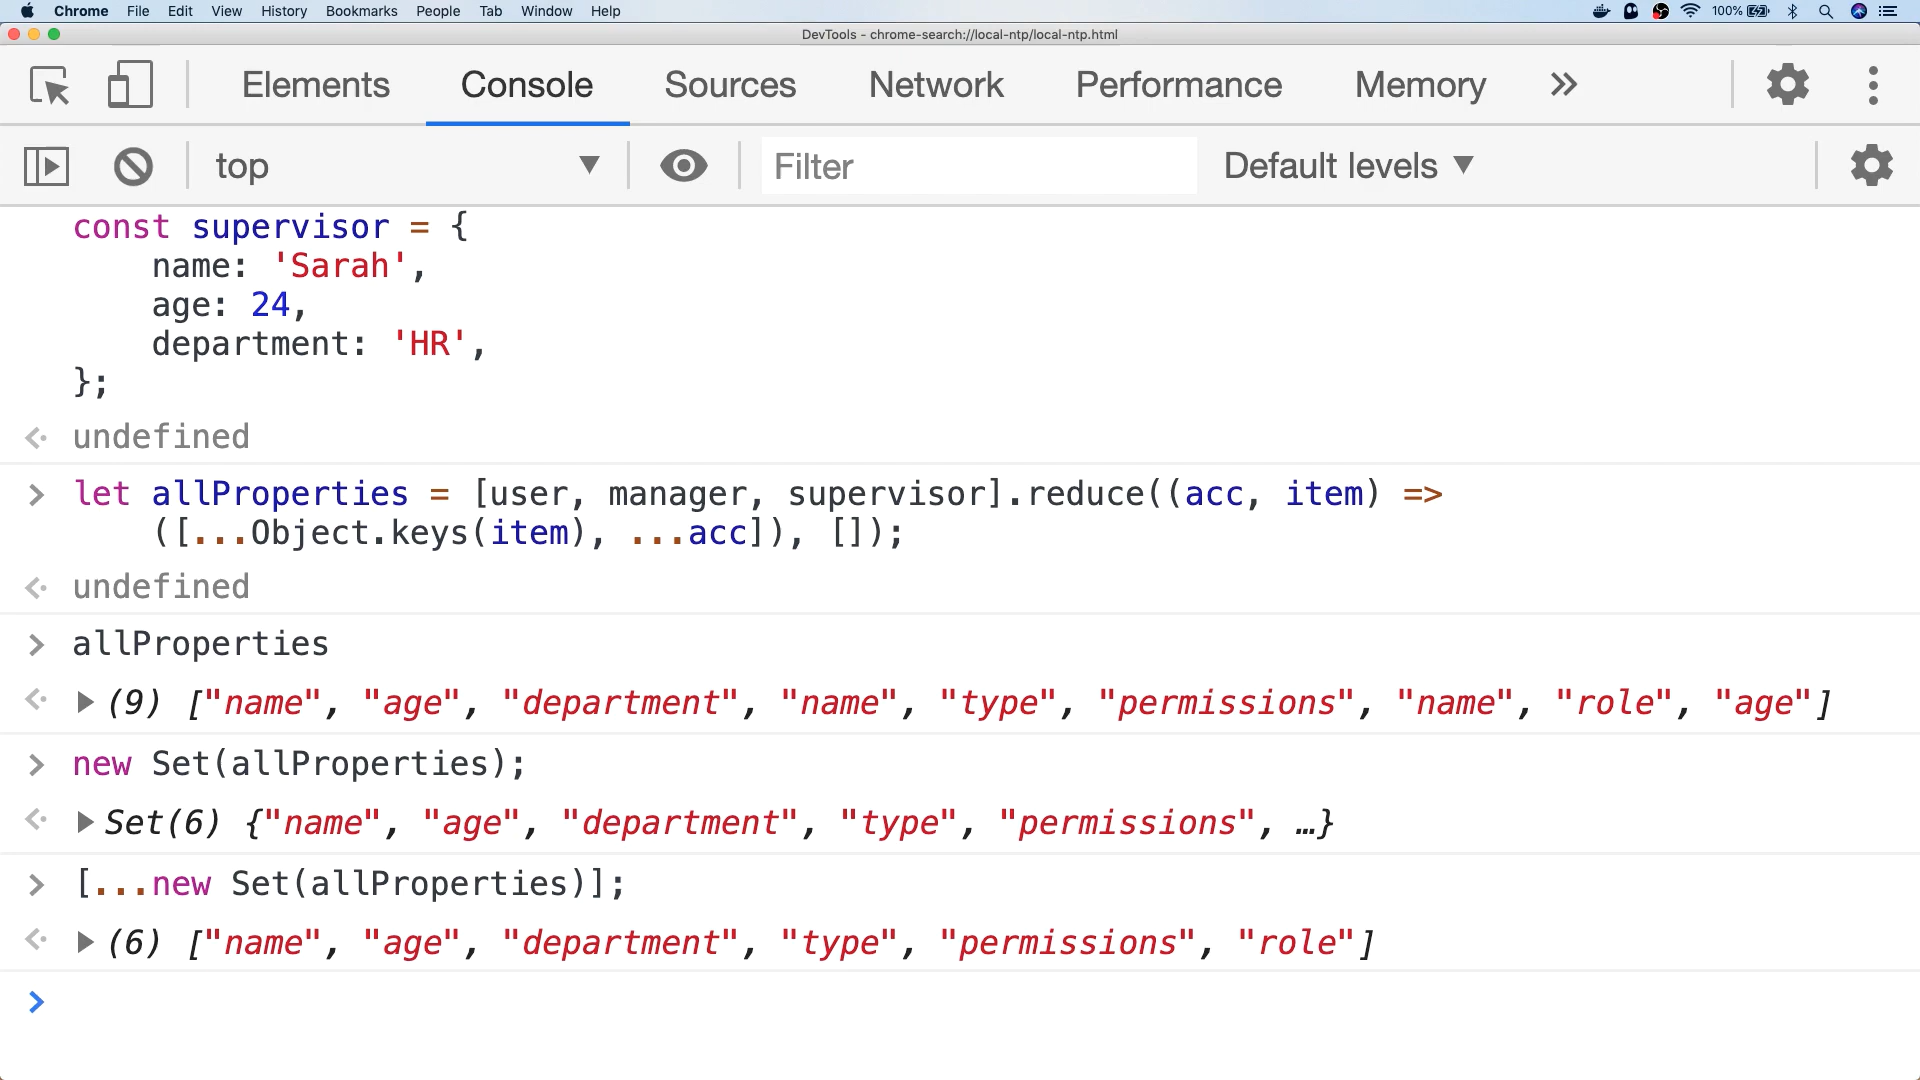 Chrome File Edit View History Bookmarks People Tab Window Help 100%
DevTools - chrome-search://local-ntp/local-ntp.html
Elements Console Sources Network Performance Memory »
top ▼ Filter Default levels ▼
const supervisor = {
name: 'Sarah',
age: 24,
department: 'HR',
};
undefined
let allProperties = [user, manager, supervisor].reduce((acc, item) =>
([...Object.keys(item), ...acc]), []);
undefined
allProperties
(9) ["name", "age", "department", "name", "type", "permissions", "name", "role", "age"]
new Set(allProperties);
Set(6) {"name", "age", "department", "type", "permissions", …}
[...new Set(allProperties)];
(6) ["name", "age", "department", "type", "permissions", "role"]